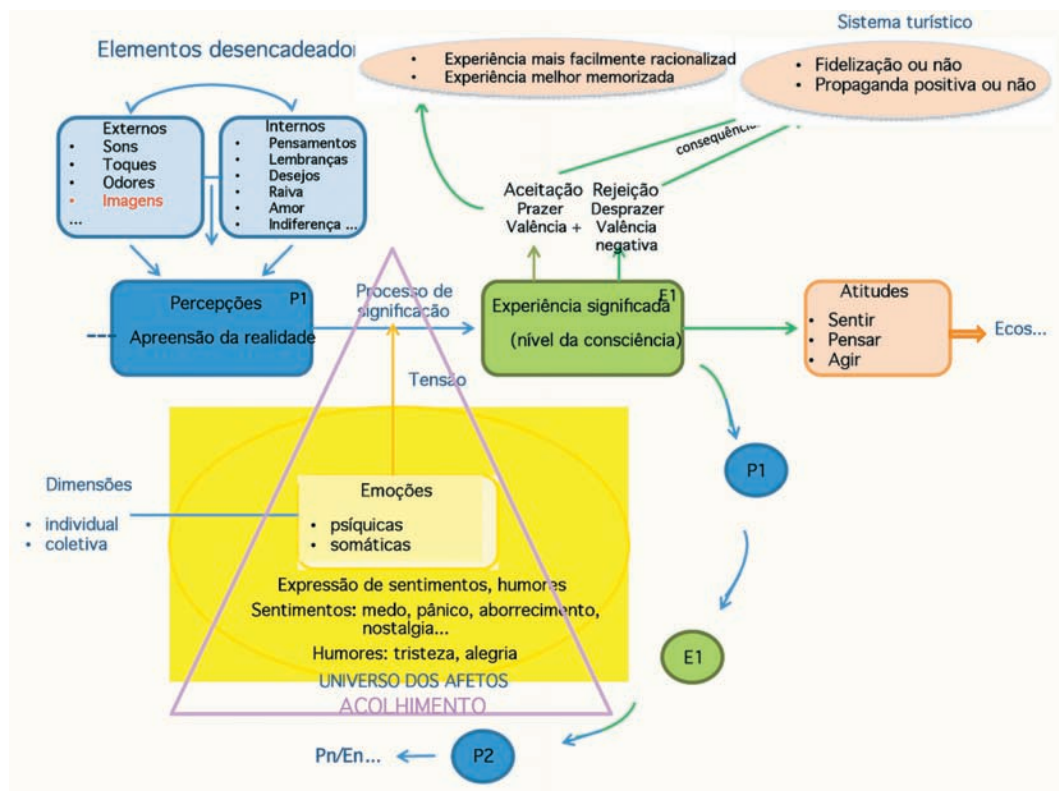 Sistema turístico
Elementos desencadeador
• Experiência mais facilmente racionalizad
• Experiência melhor memorizada
• Fidelização ou não
• Propaganda positiva ou não
Externos
• Sons
• Toques
• Odores
• Imagens
...
Internos
• Pensamentos
• Lembranças
• Desejos
• Raiva
• Amor
• Indiferença ...
consequência
Aceitação
Prazer
Valência +
Rejeição
Desprazer
Valência
negativa
Percepções
P1
Apreensão da realidade
Processo de
significação
Experiência significada
E1
(nível da consciência)
Atitudes
• Sentir
• Pensar
• Agir
Ecos...
Tensão
P1
Dimensões
• individual
• coletiva
Emoções
• psíquicas
• somáticas
Expressão de sentimentos, humores
Sentimentos: medo, pânico, aborrecimento,
nostalgia...
Humores: tristeza, alegria
E1
UNIVERSO DOS AFETOS
ACOLHIMENTO
Pn/En...
P2